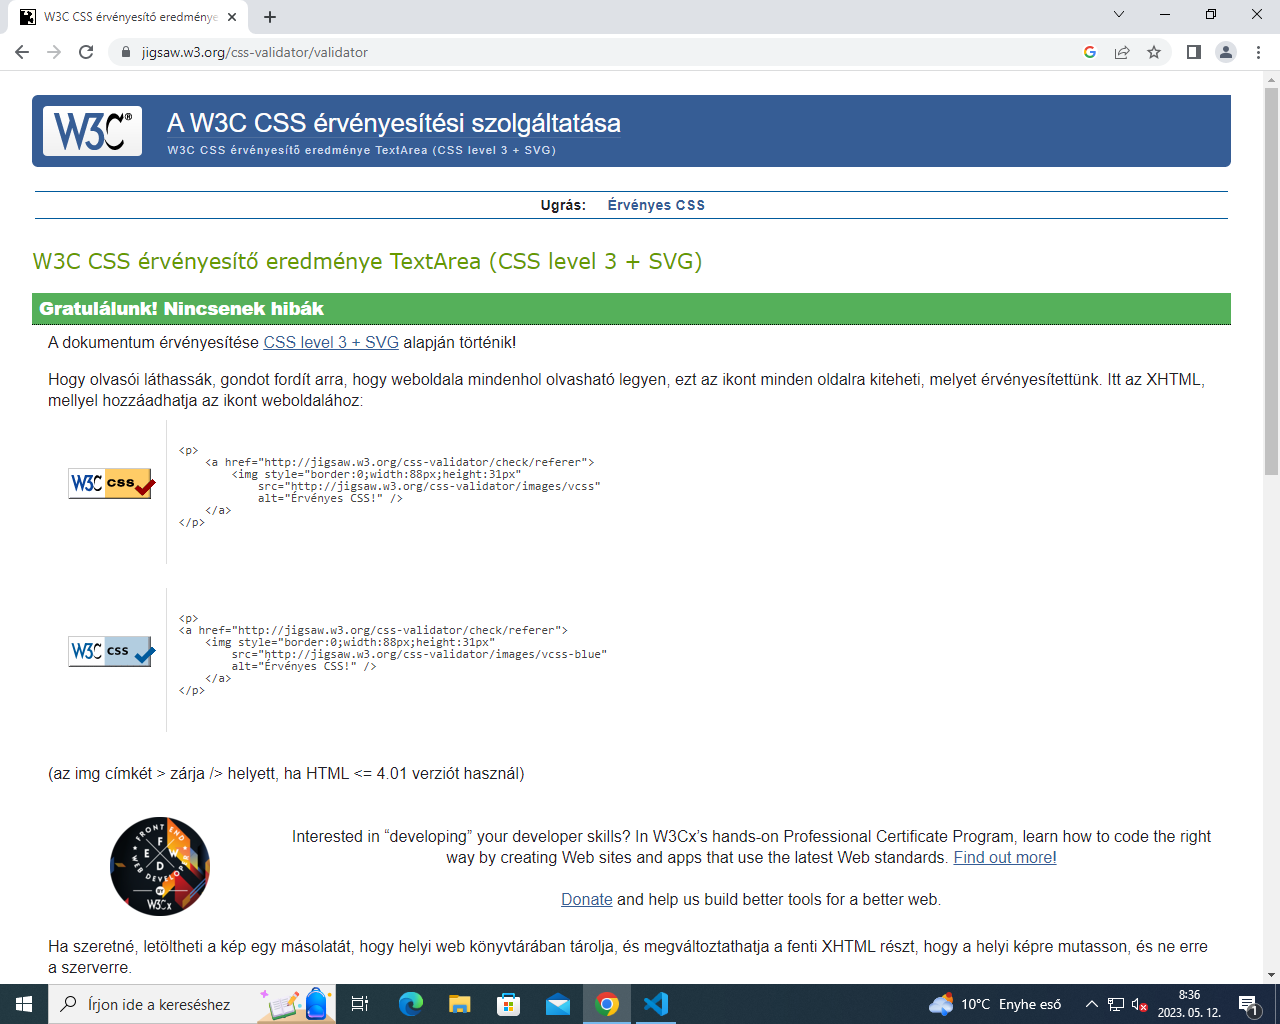 W3C CSS érvényesítő eredménye
jigsaw.w3.org/css-validator/validator
W3C®
A W3C CSS érvényesítési szolgáltatása
W3C CSS érvényesítő eredménye TextArea (CSS level 3 + SVG)
Ugrás: Érvényes CSS
W3C CSS érvényesítő eredménye TextArea (CSS level 3 + SVG)
Gratulálunk! Nincsenek hibák
A dokumentum érvényesítése CSS level 3 + SVG alapján történik!
Hogy olvasói láthassák, gondot fordít arra, hogy weboldala mindenhol olvasható legyen, ezt az ikont minden oldalra kiteheti, melyet érvényesítettünk. Itt az XHTML,
mellyel hozzáadhatja az ikont weboldalához:
W3C CSS
<p>
<a href="http://jigsaw.w3.org/css-validator/check/referer">
<img style="border:0;width:88px;height:31px"
src="http://jigsaw.w3.org/css-validator/images/vcss"
alt="Érvényes CSS!" />
</a>
</p>
W3C CSS
<p>
<a href="http://jigsaw.w3.org/css-validator/check/referer">
<img style="border:0;width:88px;height:31px"
src="http://jigsaw.w3.org/css-validator/images/vcss-blue"
alt="Érvényes CSS!" />
</a>
</p>
(az img címkét > zárja /> helyett, ha HTML <= 4.01 verziót használ)
FRONT END
F E W D
WEB DEVELOPER
BY
W3Cx
Interested in “developing” your developer skills? In W3Cx’s hands-on Professional Certificate Program, learn how to code the right
way by creating Web sites and apps that use the latest Web standards. Find out more!
Donate and help us build better tools for a better web.
Ha szeretné, letöltheti a kép egy másolatát, hogy helyi web könyvtárában tárolja, és megváltoztathatja a fenti XHTML részt, hogy a helyi képre mutasson, és ne erre
a szerverre.
Írjon ide a kereséshez
10°C Enyhe eső
8:36
2023. 05. 12.
1